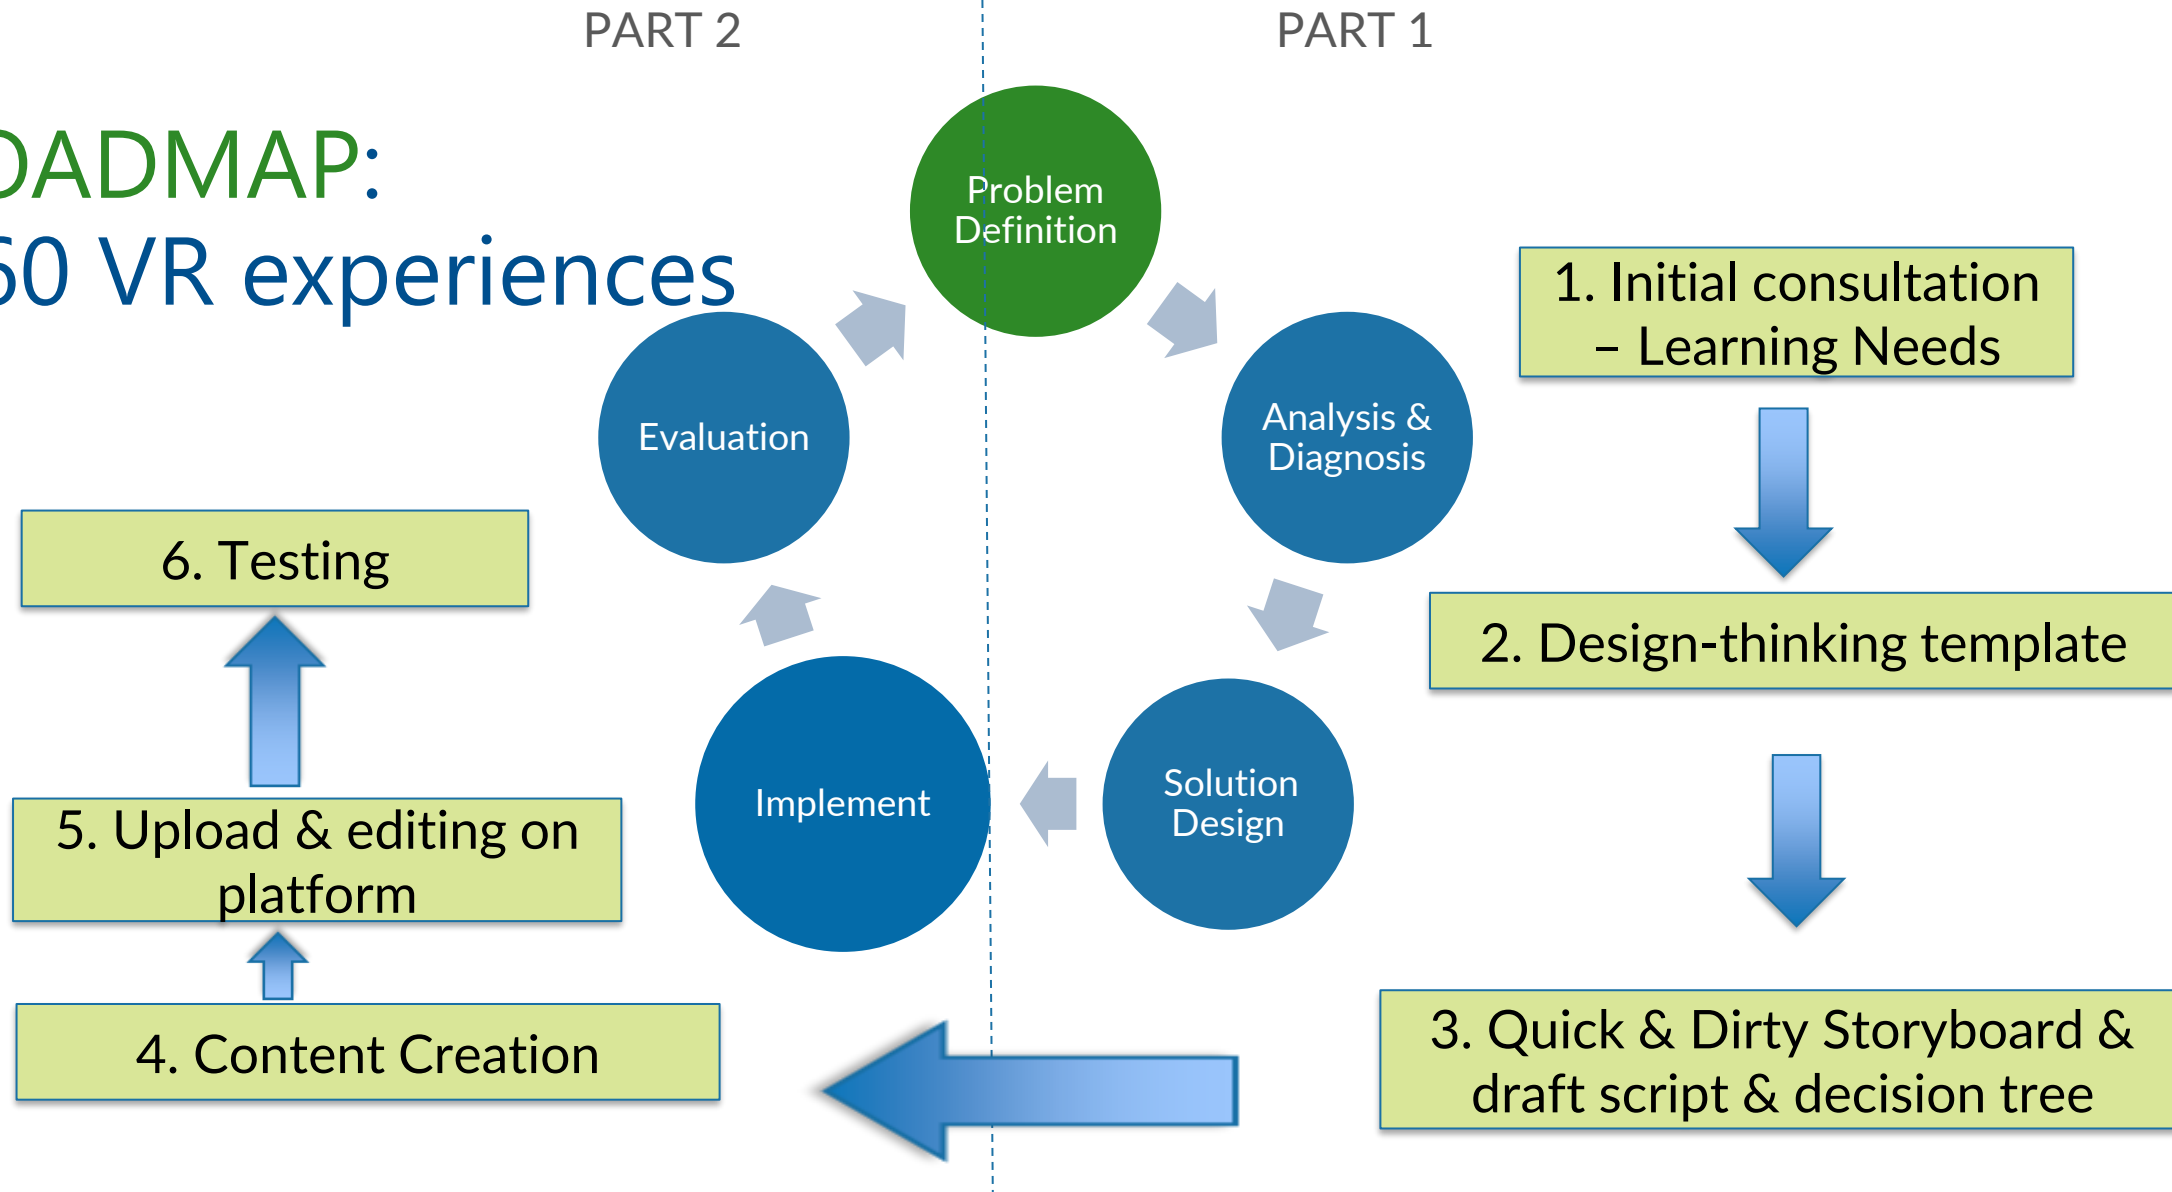 PART 2
PART 1
OADMAP:
60 VR experiences
Problem
Definition
Analysis &
Diagnosis
Solution
Design
Implement
Evaluation
1. Initial consultation
– Learning Needs
2. Design-thinking template
3. Quick & Dirty Storyboard &
draft script & decision tree
4. Content Creation
5. Upload & editing on
platform
6. Testing